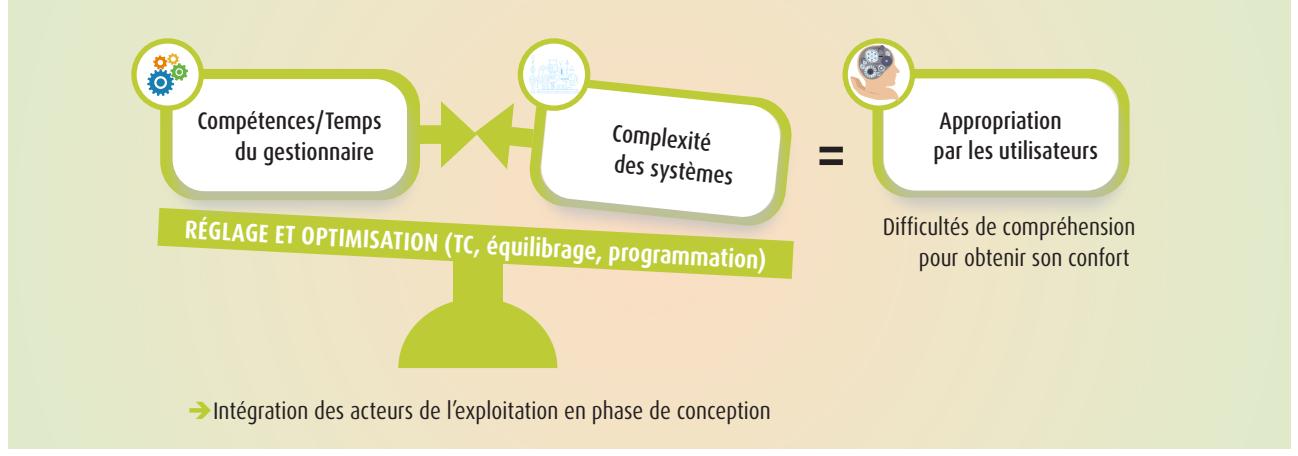 Compétences/Temps
du gestionnaire
Complexité
des systèmes
=
Appropriation
par les utilisateurs
RÉGLAGE ET OPTIMISATION (TC, équilibrage, programmation)
Difficultés de compréhension
pour obtenir son confort
➔Intégration des acteurs de l'exploitation en phase de conception